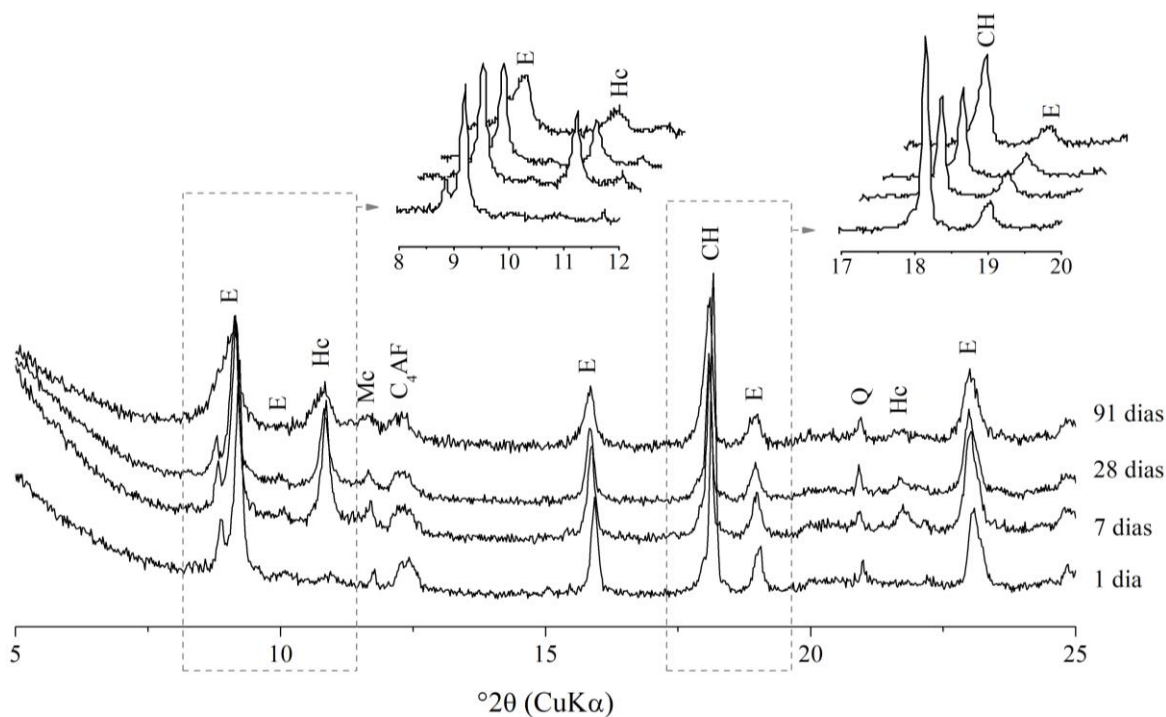 E
Hc
8 9 10 11 12
CH
E
17 18 19 20
E
E
Hc
Mc
C4AF
E
CH
E
Q
Hc
E
91 dias
28 dias
7 dias
1 dia
5 10 15 20 25
°2θ (CuKα)